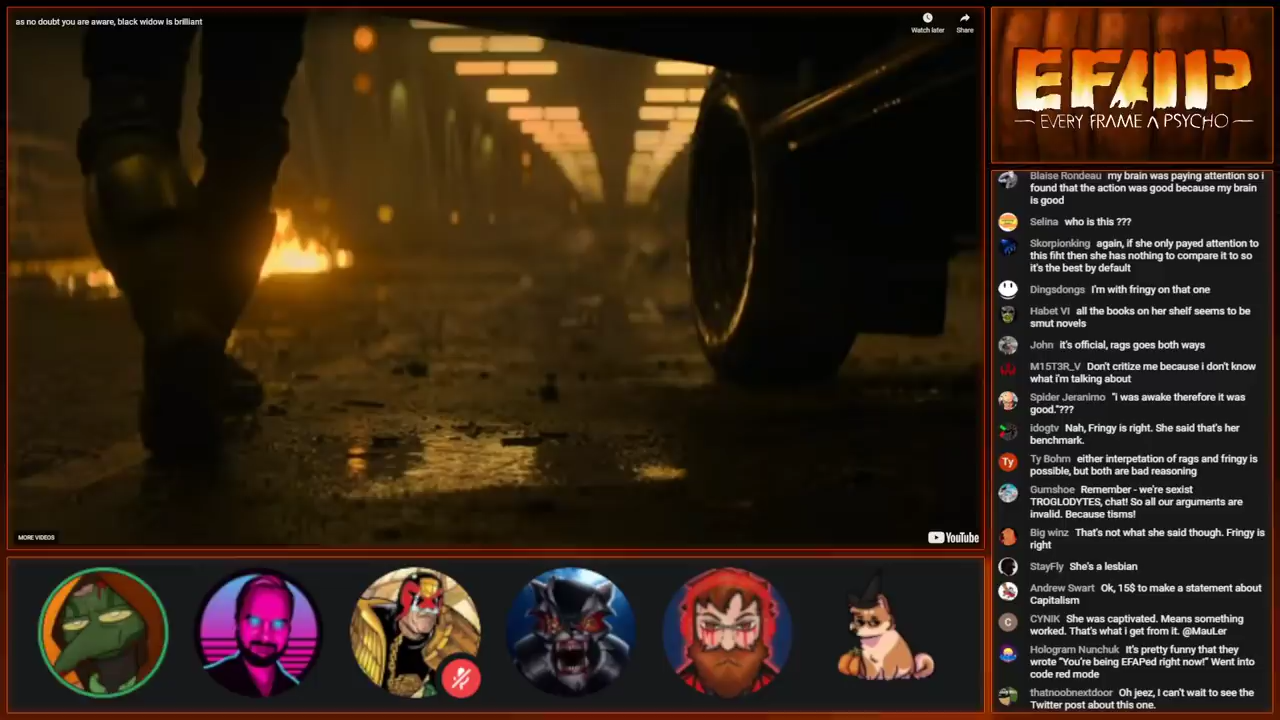 as no doubt you are aware, black widow is brilliant
Watch later
Share
MORE VIDEOS
YouTube
EFAP
EVERY FRAME A PSYCHO
Blaise Rondeau my brain was paying attention so i
found that the action was good because my brain
is good
Selina who is this ???
Skorpionking again, if she only payed attention to
this fiht then she has nothing to compare it to so
it's the best by default
Dingsdongs I'm with fringy on that one
Habet VI all the books on her shelf seems to be
smut novels
John it's official, rags goes both ways
M15T3R_V Don't critize me because i don't know
what i'm talking about
Spider Jeranimo "i was awake therefore it was
good."???
idogtv Nah, Fringy is right. She said that's her
benchmark.
Ty
Ty Bohm either interpetation of rags and fringy is
possible, but both are bad reasoning
Gumshoe Remember - we're sexist
TROGLODYTES, chat! So all our arguments are
invalid. Because tisms!
Big winz That's not what she said though. Fringy is
right
StayFly She's a lesbian
Andrew Swart Ok, 15$ to make a statement about
Capitalism
C
CYNIK She was captivated. Means something
worked. That's what i get from it. @MauLer
Hologram Nunchuk It's pretty funny that they
wrote "You're being EFAPed right now!" Went into
code red mode
thatnoobnextdoor Oh jeez, I can't wait to see the
Twitter post about this one.